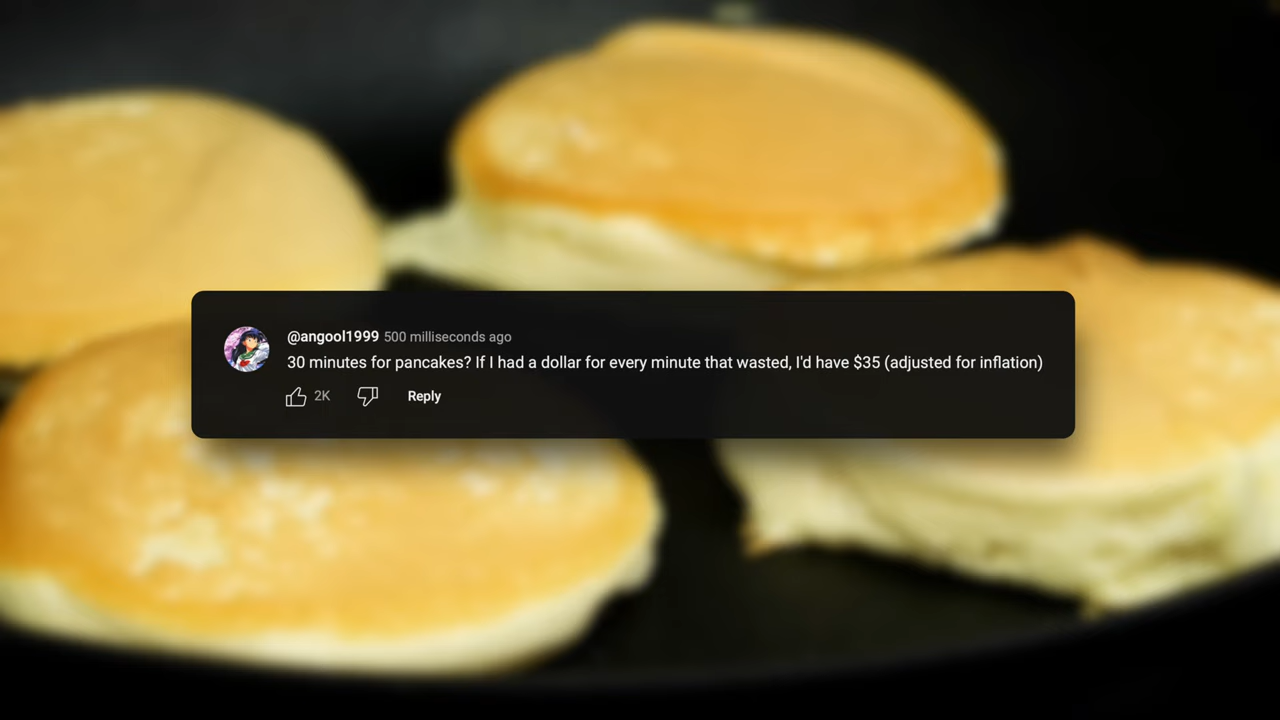 @angool1999 500 milliseconds ago
30 minutes for pancakes? If I had a dollar for every minute that wasted, I'd have $35 (adjusted for inflation)
2K Reply